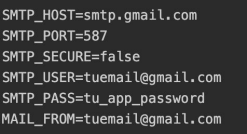 SMTP_HOST=smtp.gmail.com
SMTP_PORT=587
SMTP_SECURE=false
SMTP_USER=tuemail@gmail.com
SMTP_PASS=tu_app_password
MAIL_FROM=tuemail@gmail.com